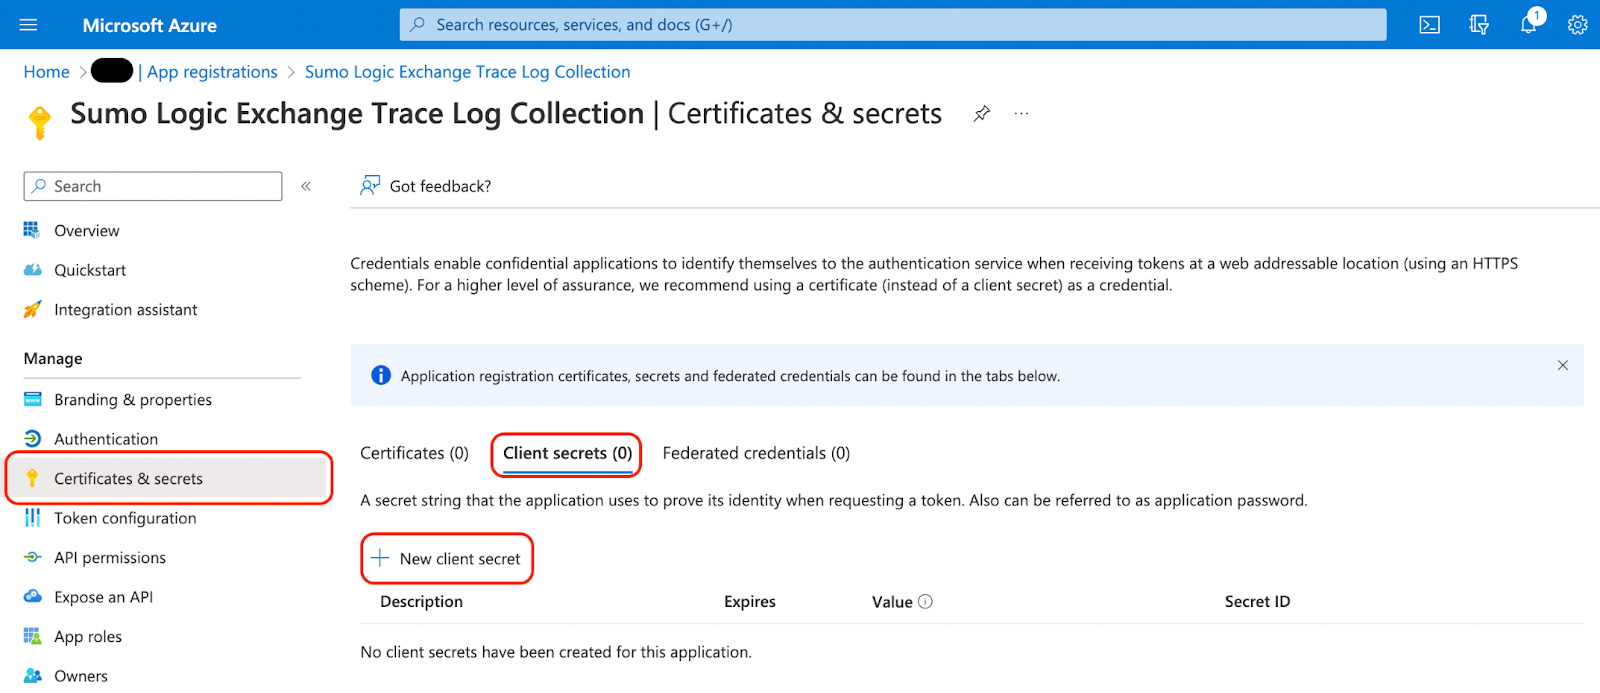 Microsoft Azure
Search resources, services, and docs (G+/)
1
Home > | App registrations > Sumo Logic Exchange Trace Log Collection
Sumo Logic Exchange Trace Log Collection | Certificates & secrets
Search
«
Got feedback?
Overview
Quickstart
Integration assistant
Manage
Branding & properties
Authentication
Certificates & secrets
Token configuration
API permissions
Expose an API
App roles
Owners
Credentials enable confidential applications to identify themselves to the authentication service when receiving tokens at a web addressable location (using an HTTPS
scheme). For a higher level of assurance, we recommend using a certificate (instead of a client secret) as a credential.
Application registration certificates, secrets and federated credentials can be found in the tabs below.
Certificates (0) Client secrets (0) Federated credentials (0)
A secret string that the application uses to prove its identity when requesting a token. Also can be referred to as application password.
New client secret
Description Expires Value Secret ID
No client secrets have been created for this application.